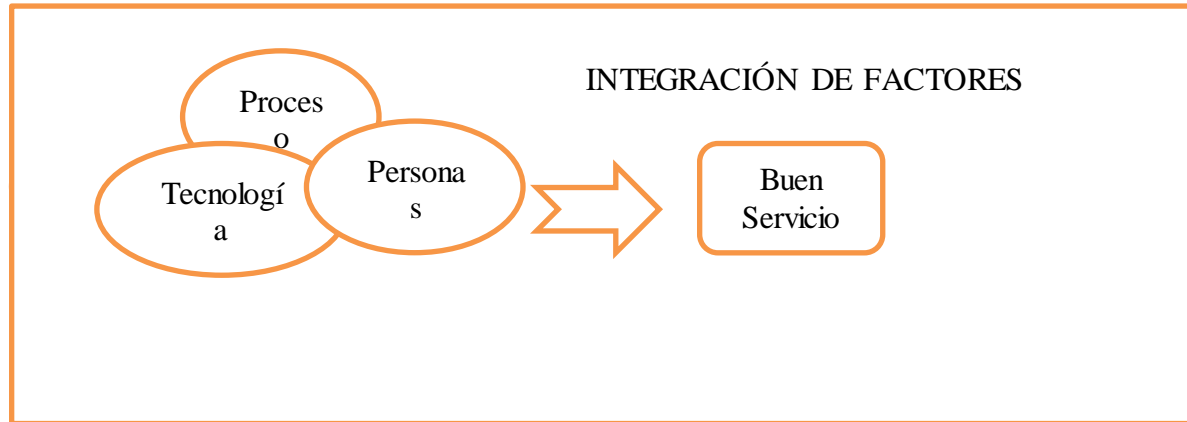 INTEGRACIÓN DE FACTORES
Proces
o
Tecnologí
a
Persona
s
Buen
Servicio